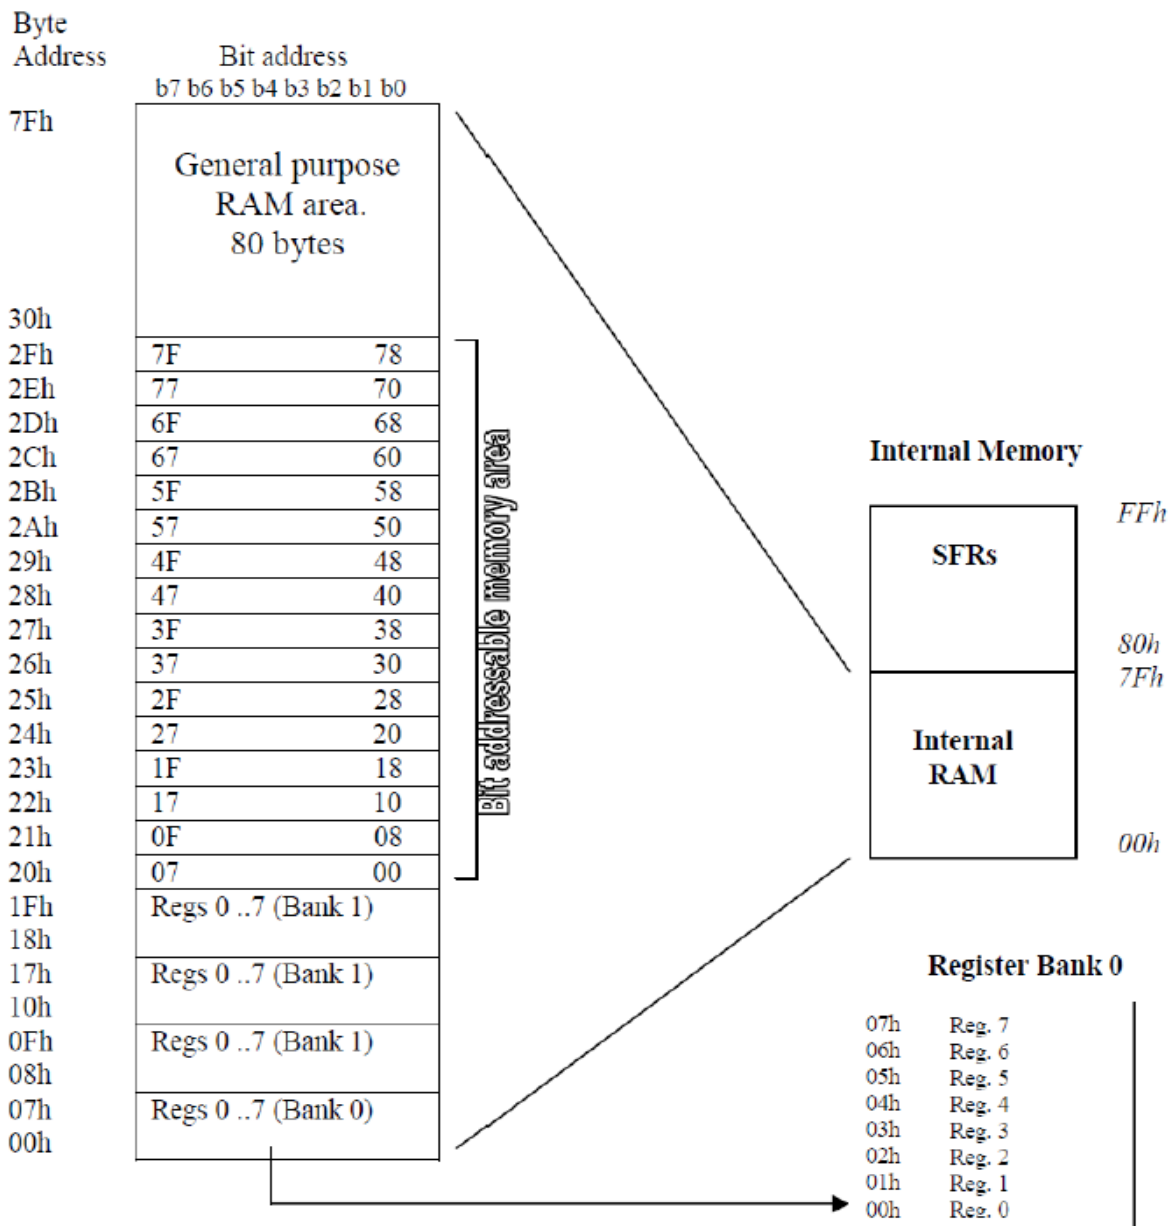 Byte
Address
Bit address
b7 b6 b5 b4 b3 b2 b1 b0
7Fh
General purpose
RAM area.
80 bytes
30h
2Fh 7F 78
2Eh 77 70
2Dh 6F 68
2Ch 67 60
2Bh 5F 58
2Ah 57 50
29h 4F 48
28h 47 40
27h 3F 38
26h 37 30
25h 2F 28
24h 27 20
23h 1F 18
22h 17 10
21h 0F 08
20h 07 00
1Fh Regs 0 ..7 (Bank 1)
18h
17h Regs 0 ..7 (Bank 1)
10h
0Fh Regs 0 ..7 (Bank 1)
08h
07h Regs 0 ..7 (Bank 0)
00h
Bit addressable memory area
Internal Memory
FFh
SFRs
80h
7Fh
Internal
RAM
00h
Register Bank 0
07h Reg. 7
06h Reg. 6
05h Reg. 5
04h Reg. 4
03h Reg. 3
02h Reg. 2
01h Reg. 1
00h Reg. 0